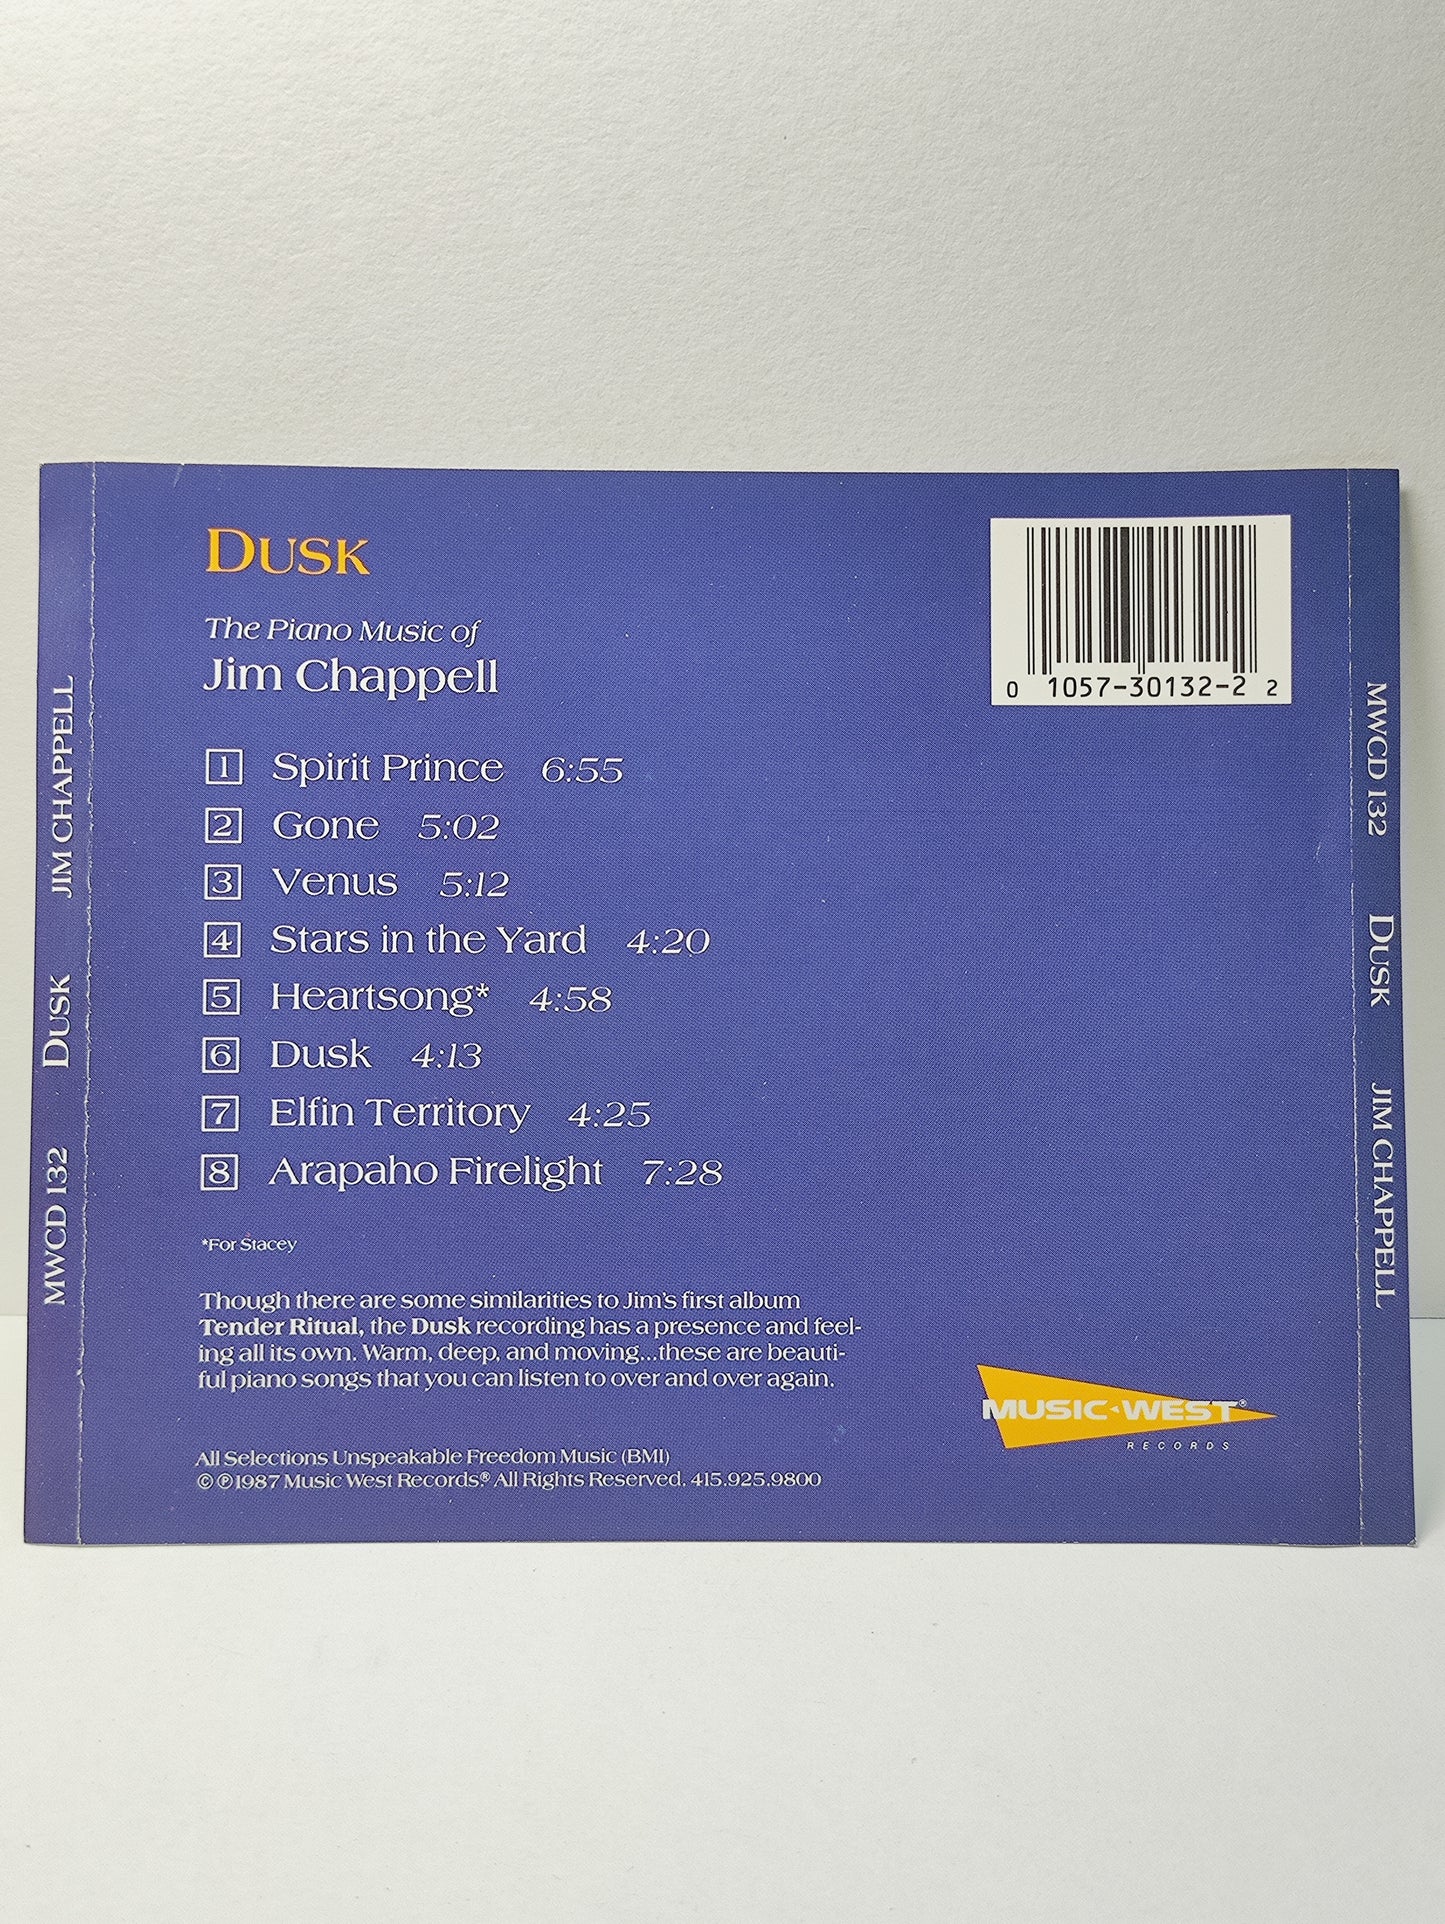 DUSK
The Piano Music of
Jim Chappell
0 1057-30132-2 2
1 Spirit Prince 6:55
2 Gone 5:02
3 Venus 5:12
4 Stars in the Yard 4:20
5 Heartsong* 4:58
6 Dusk 4:13
7 Elfin Territory 4:25
8 Arapaho Firelight 7:28
*For Stacey
Though there are some similarities to Jim's first album
Tender Ritual, the Dusk recording has a presence and feel-
ing all its own. Warm, deep, and moving...these are beauti-
ful piano songs that you can listen to over and over again.
MUSIC WEST®
RECORDS
All Selections Unspeakable Freedom Music (BMI)
© ℗ 1987 Music West Records.® All Rights Reserved. 415.925.9800
MWCD 132 DUSK JIM CHAPPELL
MWCD 132 DUSK JIM CHAPPELL